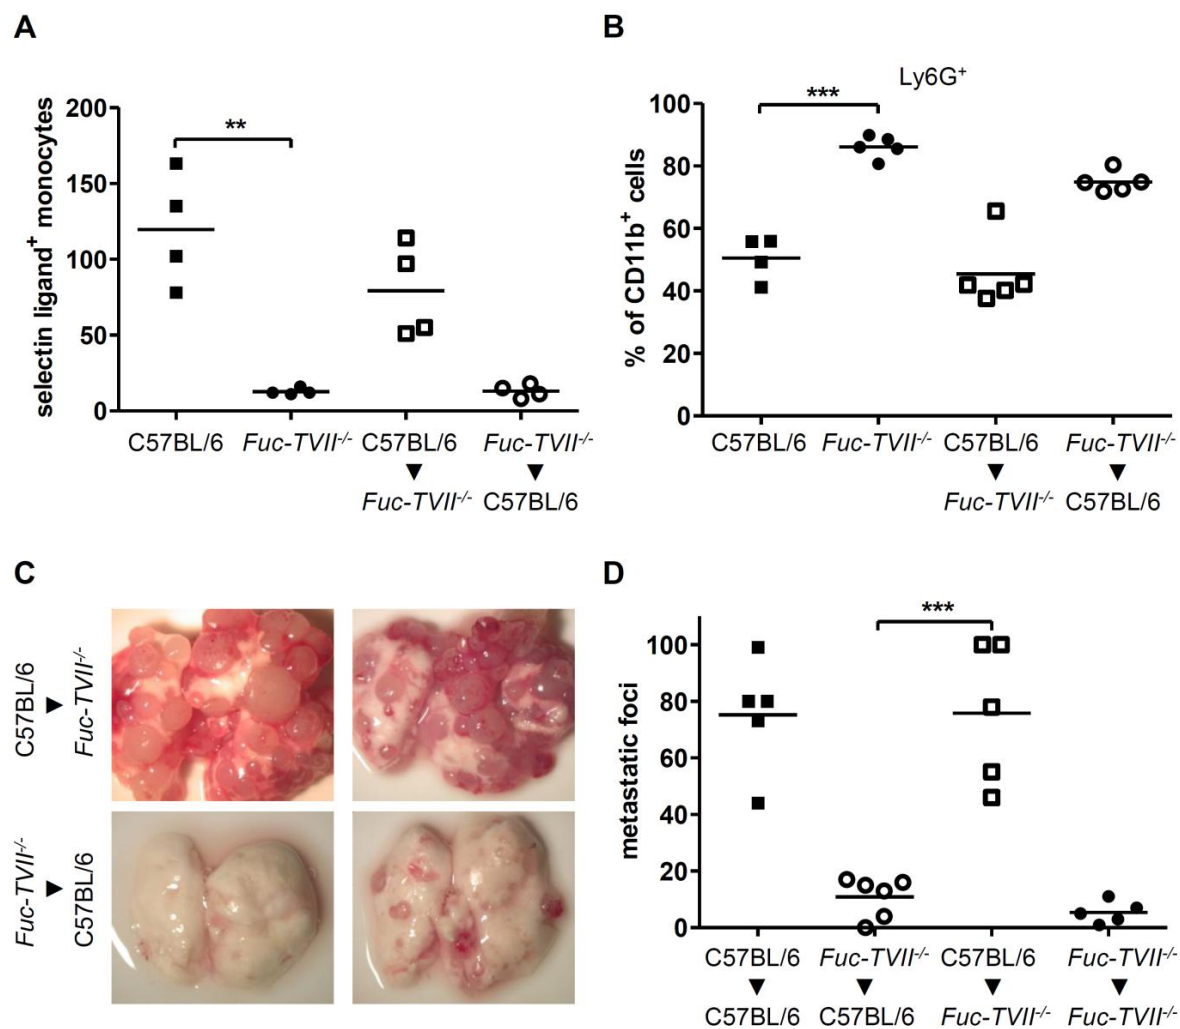 A
selectin ligand⁺ monocytes
200
150
100
50
0
**
C57BL/6 Fuc-TVII⁻/⁻ C57BL/6 Fuc-TVII⁻/⁻
▼ ▼
Fuc-TVII⁻/⁻ C57BL/6
B
Ly6G⁺
% of CD11b⁺ cells
100
80
60
40
20
0
***
C57BL/6 Fuc-TVII⁻/⁻ C57BL/6 Fuc-TVII⁻/⁻
▼ ▼
Fuc-TVII⁻/⁻ C57BL/6
C
C57BL/6
▼
Fuc-TVII⁻/⁻
Fuc-TVII⁻/⁻
▼
C57BL/6
D
metastatic foci
100
80
60
40
20
0
***
C57BL/6 Fuc-TVII⁻/⁻ C57BL/6 Fuc-TVII⁻/⁻
▼ ▼ ▼ ▼
C57BL/6 C57BL/6 Fuc-TVII⁻/⁻ Fuc-TVII⁻/⁻